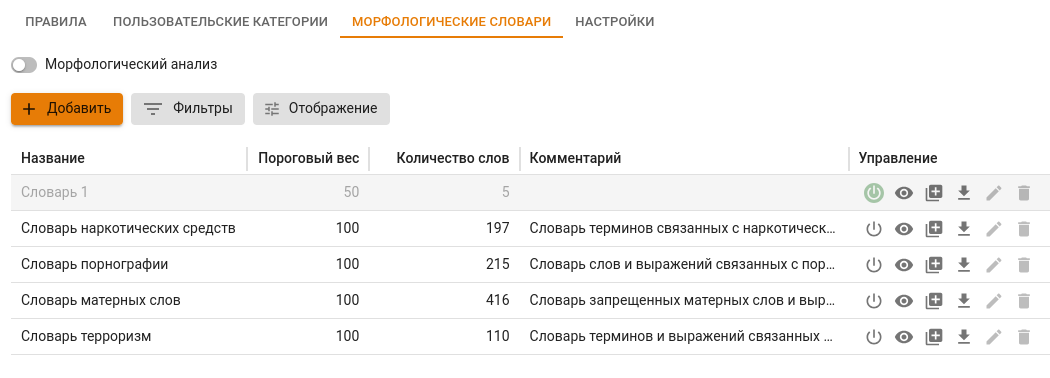 ПРАВИЛА ПОЛЬЗОВАТЕЛЬСКИЕ КАТЕГОРИИ МОРФОЛОГИЧЕСКИЕ СЛОВАРИ НАСТРОЙКИ
Морфологический анализ
Добавить Фильтры Отображение
Название Пороговый вес Количество слов Комментарий Управление
Словарь 1 50 5
Словарь наркотических средств 100 197 Словарь терминов связанных с наркотическ...
Словарь порнографии 100 215 Словарь слов и выражений связанных с пор...
Словарь матерных слов 100 416 Словарь запрещенных матерных слов и выр...
Словарь терроризм 100 110 Словарь терминов и выражений связанных ...